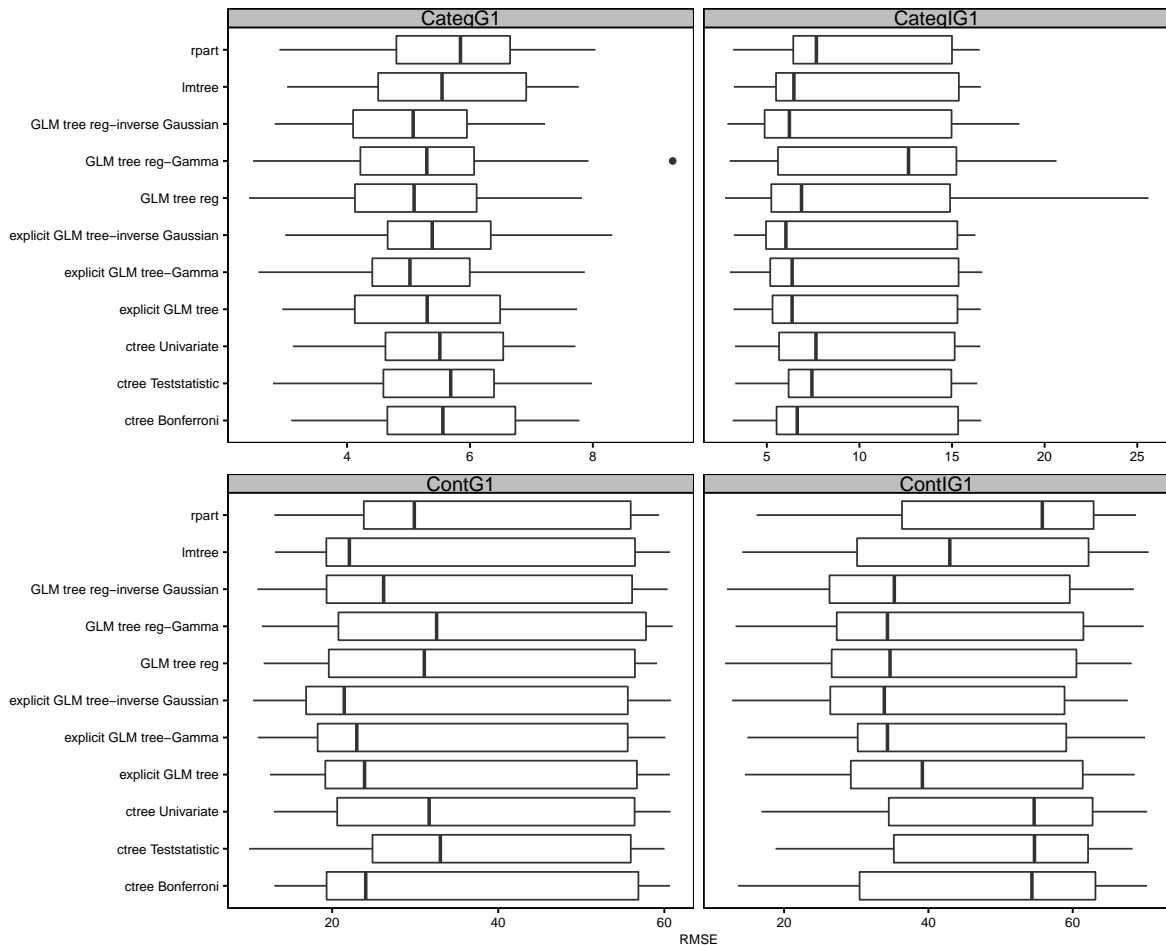 CategG1
CategIG1
rpart
lmtree
GLM tree reg−inverse Gaussian
GLM tree reg−Gamma
GLM tree reg
explicit GLM tree−inverse Gaussian
explicit GLM tree−Gamma
explicit GLM tree
ctree Univariate
ctree Teststatistic
ctree Bonferroni
4 6 8
5 10 15 20 25
ContG1
ContIG1
rpart
lmtree
GLM tree reg−inverse Gaussian
GLM tree reg−Gamma
GLM tree reg
explicit GLM tree−inverse Gaussian
explicit GLM tree−Gamma
explicit GLM tree
ctree Univariate
ctree Teststatistic
ctree Bonferroni
20 40 60
20 40 60
RMSE